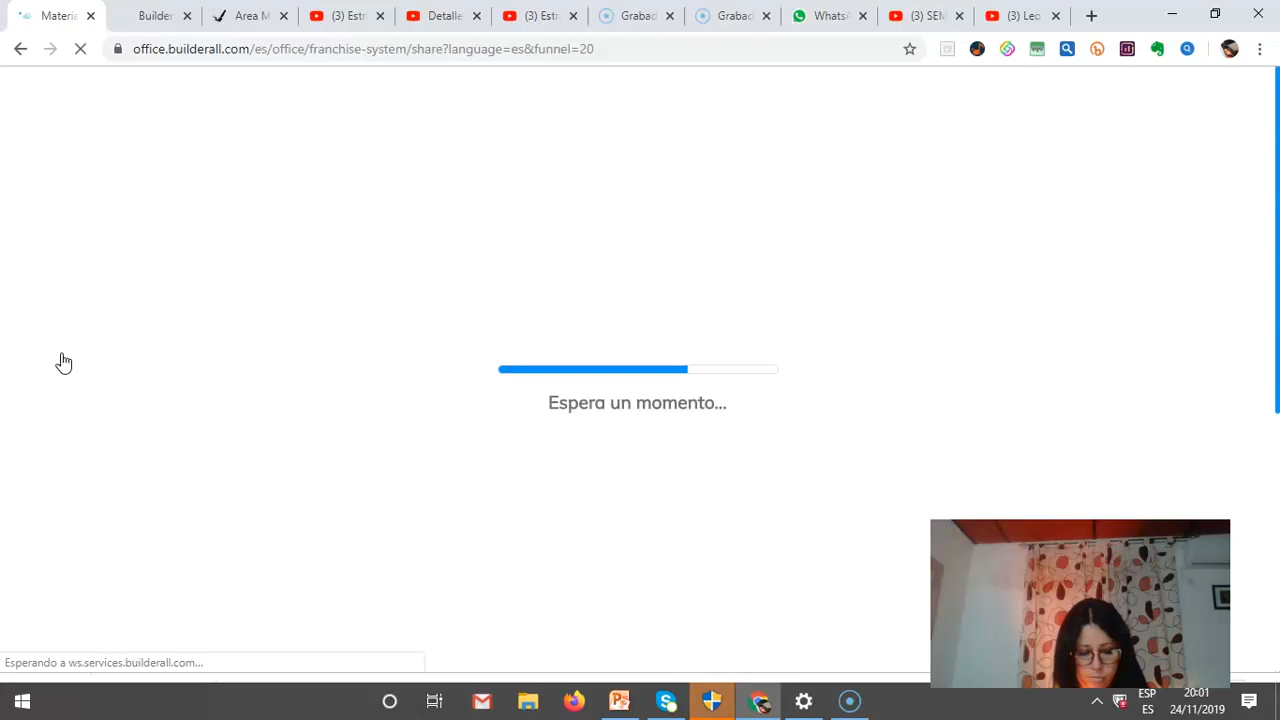 Materia
Builder
Area M
(3) Estr
Detalle
(3) Estr
Grabad
Grabad
WhatsA
(3) SEM
(3) Leo
office.builderall.com/es/office/franchise-system/share?language=es&funnel=20
Espera un momento...
Esperando a ws.services.builderall.com...
ESP
ES
20:01
24/11/2019